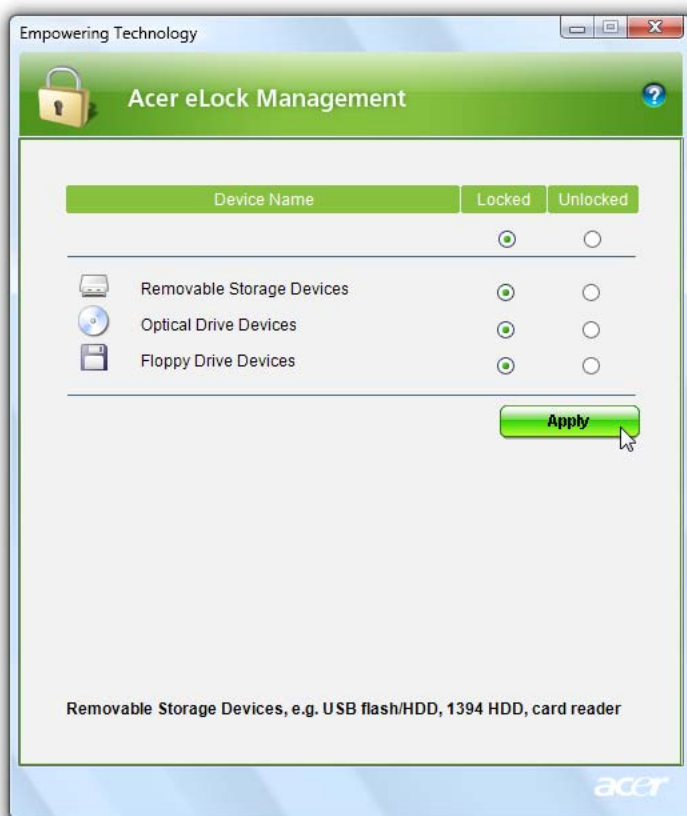 Empowering Technology
Acer eLock Management
?
Device Name Locked Unlocked
Removable Storage Devices
Optical Drive Devices
Floppy Drive Devices
Apply
Removable Storage Devices, e.g. USB flash/HDD, 1394 HDD, card reader
acer